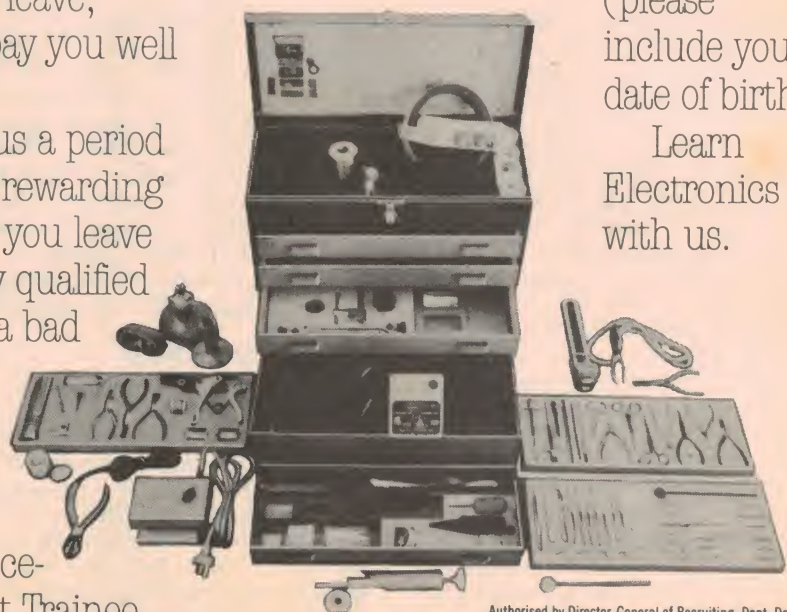 leave,
pay you well
us a period
rewarding
you leave
qualified
a bad
ce-
t Trainee
(please
include you
date of birth
Learn
Electronics
with us.
Authorised by Director-General of Recruiting, Dept. De